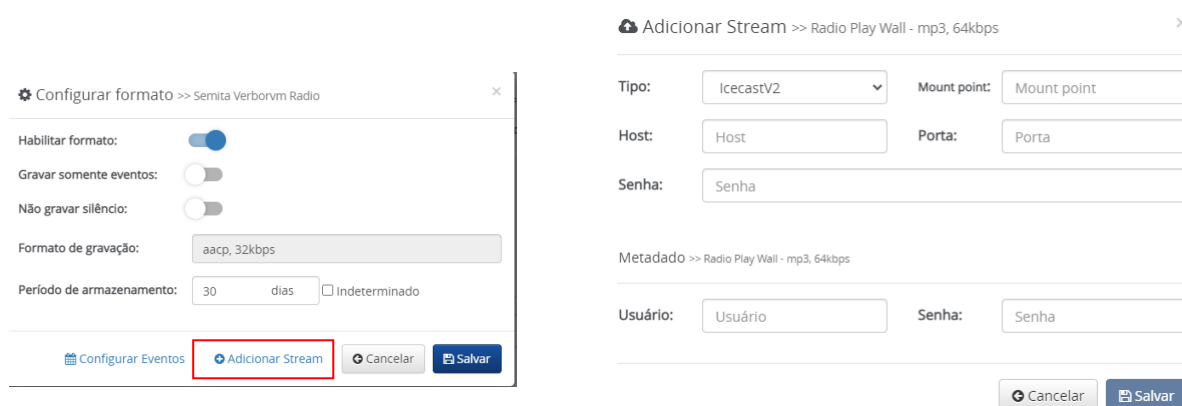 Configurar formato >> Semita Verborvm Radio ×
Habilitar formato:
Gravar somente eventos:
Não gravar silêncio:
Formato de gravação: aacp, 32kbps
Período de armazenamento: 30 dias Indeterminado
Configurar Eventos Adicionar Stream Cancelar Salvar
Adicionar Stream >> Radio Play Wall - mp3, 64kbps
Tipo: IcecastV2 Mount point: Mount point
Host: Host Porta: Porta
Senha: Senha
Metadado >> Radio Play Wall - mp3, 64kbps
Usuário: Usuário Senha: Senha
Cancelar Salvar